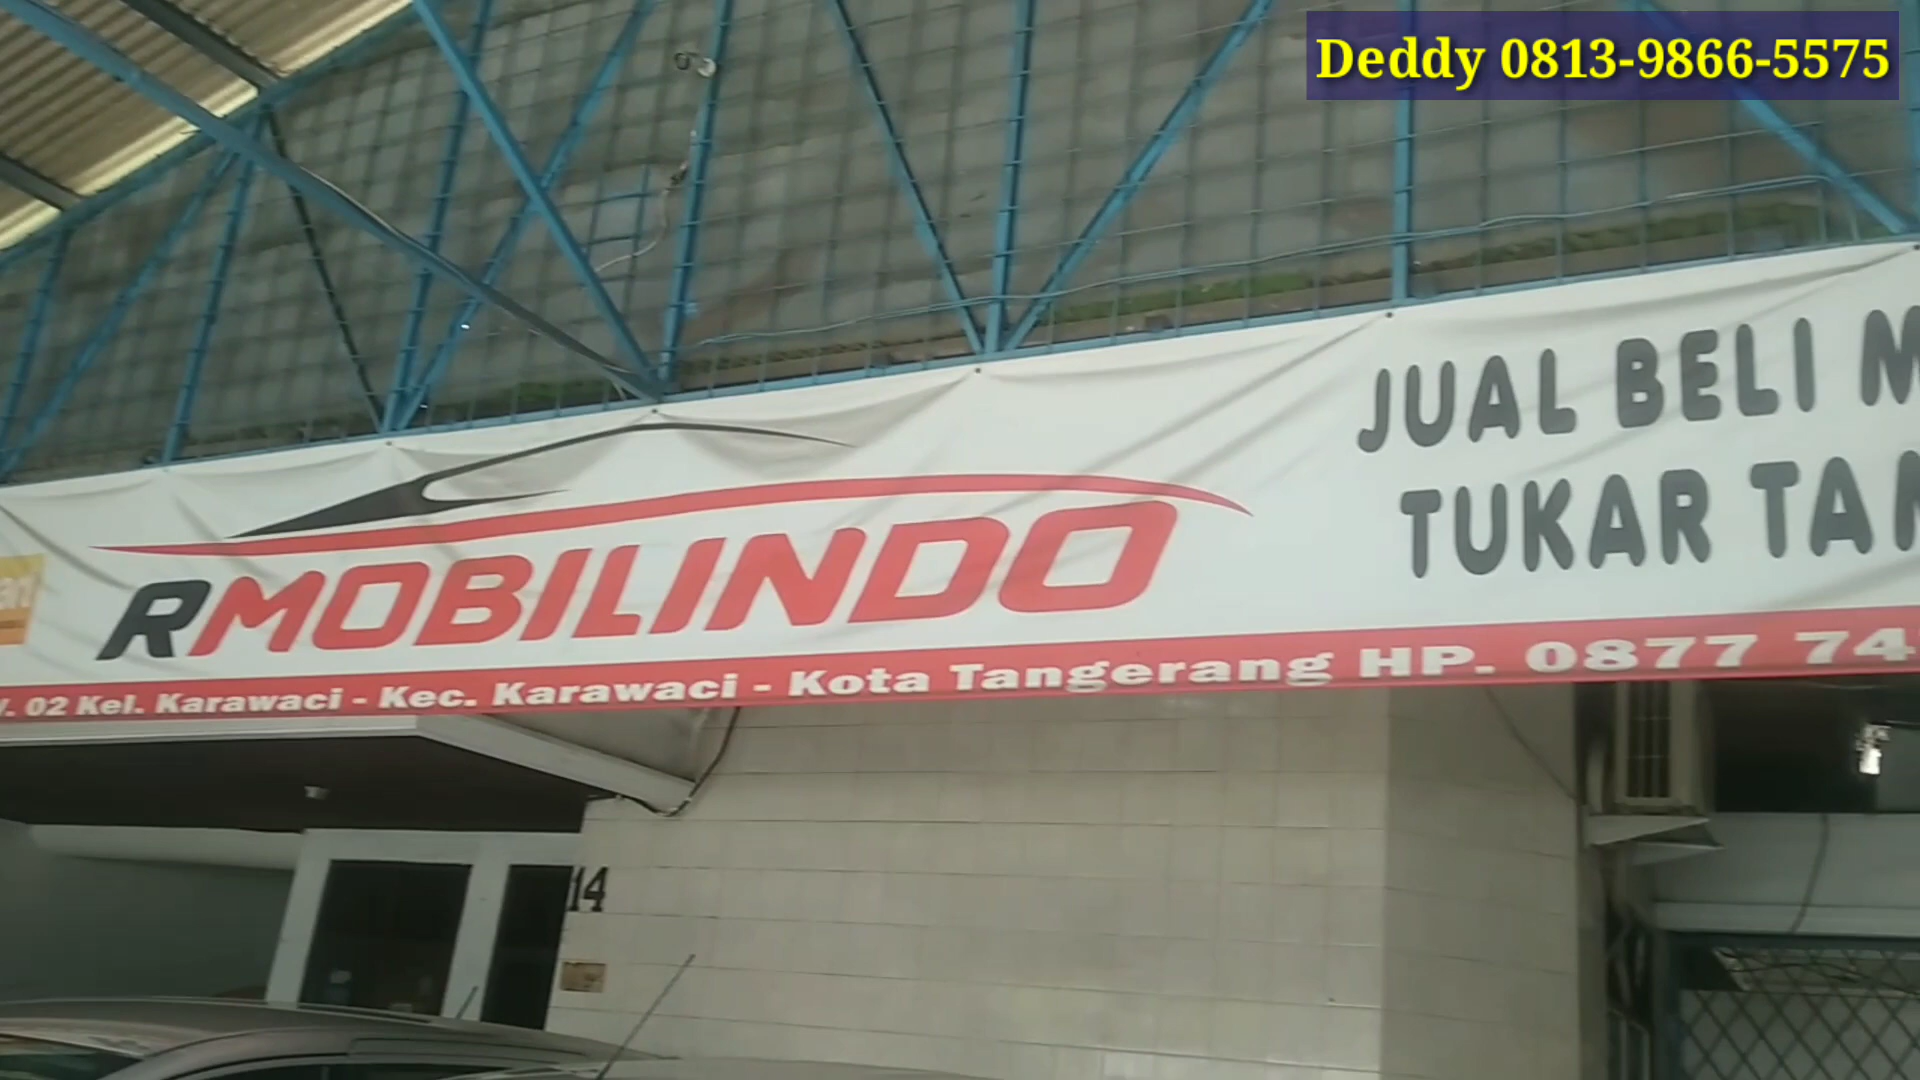 Deddy 0813-9866-5575
JUAL BELI
TUKAR
RMOBILINDO
02 Kel. Karawaci - Kec. Karawaci - Kota Tangerang HP. 0877 74
14